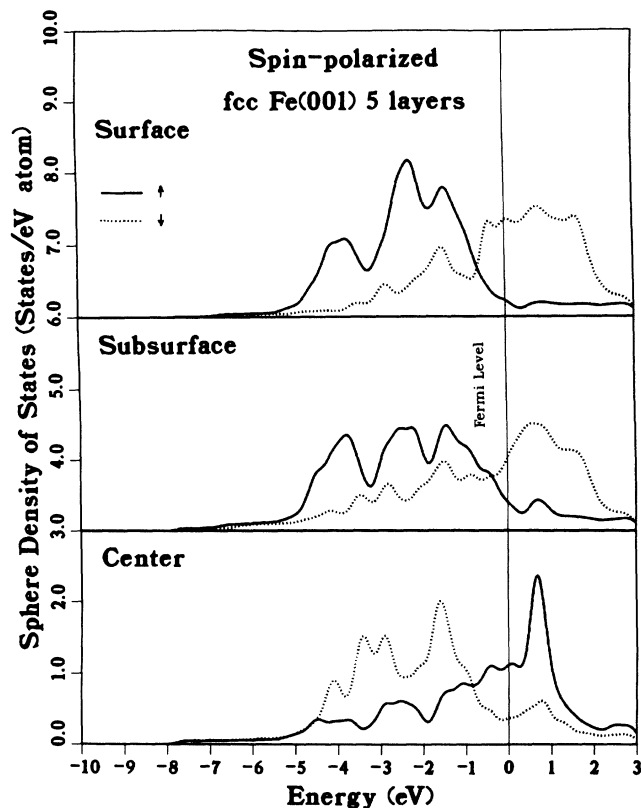 Spin-polarized
fcc Fe(001) 5 layers
Surface
↑
↓
Subsurface
Fermi Level
Center
Sphere Density of States (States/eV atom)
10.0
9.0
8.0
7.0
6.0
5.0
4.0
3.0
2.0
1.0
0.0
-10 -9 -8 -7 -6 -5 -4 -3 -2 -1 0 1 2 3
Energy (eV)